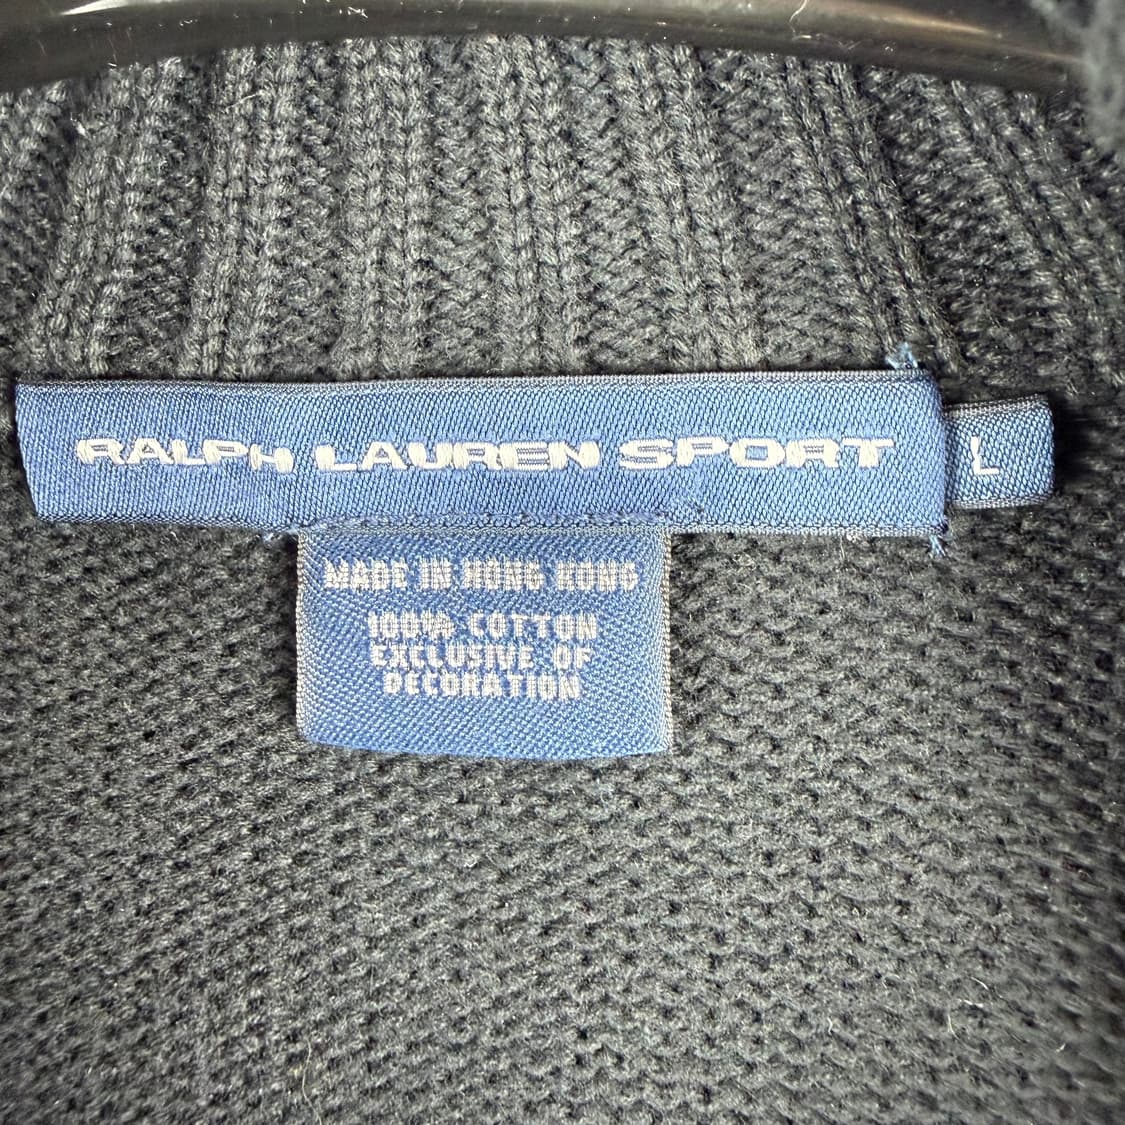 RALPH LAUREN SPORT
L
MADE IN HONG KONG
100% COTTON
EXCLUSIVE OF
DECORATION